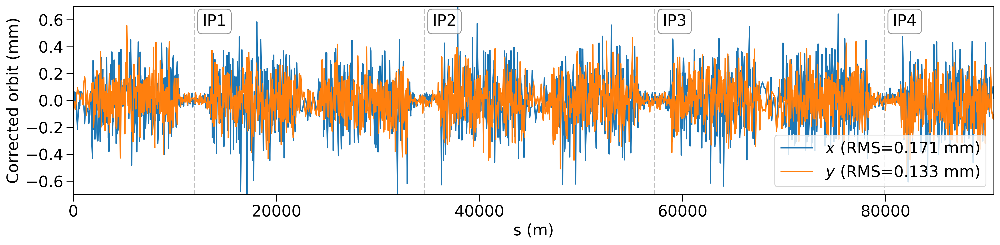 Corrected orbit (mm)
0.6
0.4
0.2
0.0
−0.2
−0.4
−0.6
IP1
IP2
IP3
IP4
x (RMS=0.171 mm)
y (RMS=0.133 mm)
0
20000
40000
60000
80000
s (m)